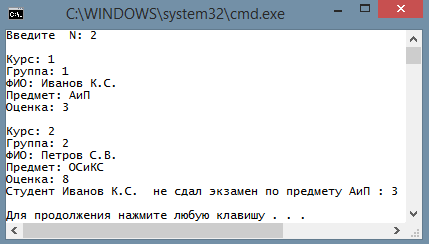 C:\WINDOWS\system32\cmd.exe
Введите N: 2
Курс: 1
Группа: 1
ФИО: Иванов К.С.
Предмет: АиП
Оценка: 3
Курс: 2
Группа: 2
ФИО: Петров С.В.
Предмет: ОСиКС
Оценка: 8
Студент Иванов К.С. не сдал экзамен по предмету АиП : 3
Для продолжения нажмите любую клавишу . . .